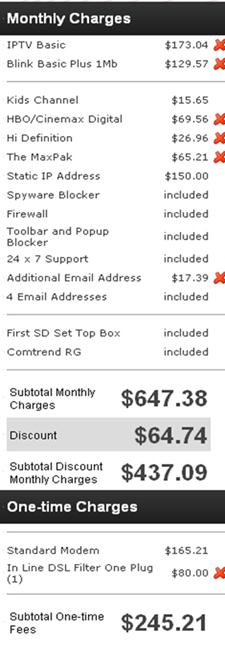 Monthly Charges
IPTV Basic $173.04
Blink Basic Plus 1Mb $129.57
Kids Channel $15.65
HBO/Cinemax Digital $69.56
Hi Definition $26.96
The MaxPak $65.21
Static IP Address $150.00
Spyware Blocker included
Firewall included
Toolbar and Popup
Blocker included
24 x 7 Support included
Additional Email Address $17.39
4 Email Addresses included
First SD Set Top Box included
Comtrend RG included
Subtotal Monthly
Charges $647.38
Discount $64.74
Subtotal Discount
Monthly Charges $437.09
One-time Charges
Standard Modem $165.21
In Line DSL Filter One Plug
(1) $80.00
Subtotal One-time
Fees $245.21